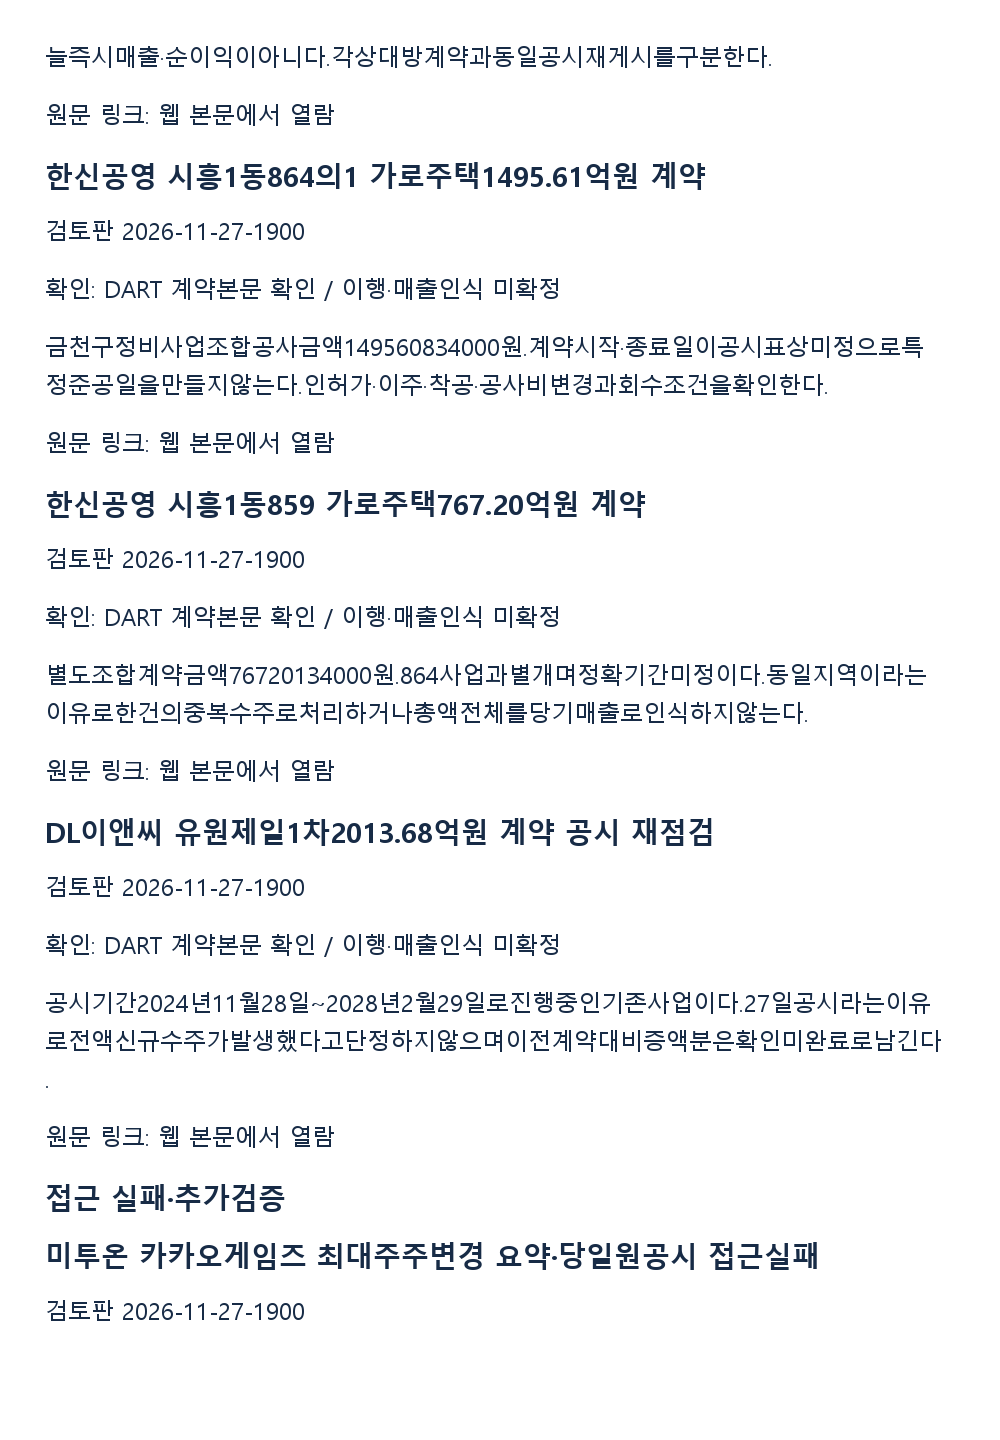 늘즉시매출·순이익이아니다.각상대방계약과동일공시재게시를구분한다.
원문 링크: 웹 본문에서 열람
한신공영 시흥1동864의1 가로주택1495.61억원 계약
검토판 2026-11-27-1900
확인: DART 계약본문 확인 / 이행·매출인식 미확정
금천구정비사업조합공사금액149560834000원.계약시작·종료일이공시표상미정으로특
정준공일을만들지않는다.인허가·이주·착공·공사비변경과회수조건을확인한다.
원문 링크: 웹 본문에서 열람
한신공영 시흥1동859 가로주택767.20억원 계약
검토판 2026-11-27-1900
확인: DART 계약본문 확인 / 이행·매출인식 미확정
별도조합계약금액76720134000원.864사업과별개며정확기간미정이다.동일지역이라는
이유로한건의중복수주로처리하거나총액전체를당기매출로인식하지않는다.
원문 링크: 웹 본문에서 열람
DL이앤씨 유원제일1차2013.68억원 계약 공시 재점검
검토판 2026-11-27-1900
확인: DART 계약본문 확인 / 이행·매출인식 미확정
공시기간2024년11월28일~2028년2월29일로진행중인기존사업이다.27일공시라는이유
로전액신규수주가발생했다고단정하지않으며이전계약대비증액분은확인미완료로남긴다
.
원문 링크: 웹 본문에서 열람
접근 실패·추가검증
미투온 카카오게임즈 최대주주변경 요약·당일원공시 접근실패
검토판 2026-11-27-1900